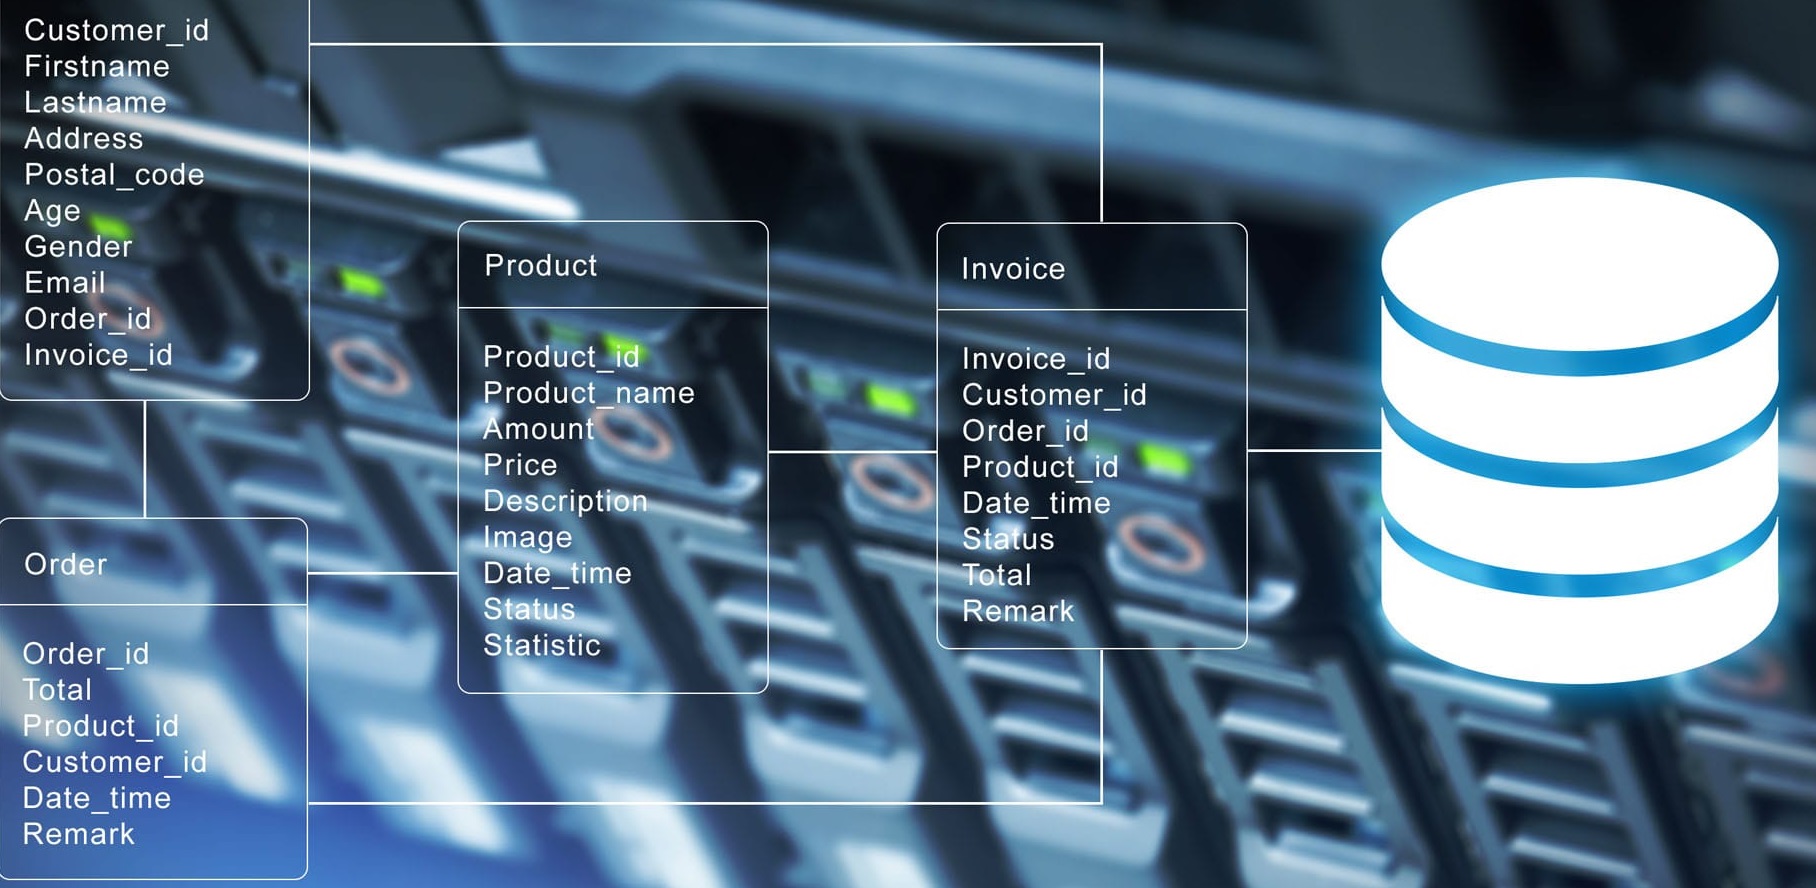 Customer_id
Firstname
Lastname
Address
Postal_code
Age
Gender
Email
Order_id
Invoice_id
Order
Order_id
Total
Product_id
Customer_id
Date_time
Remark
Product
Product_id
Product_name
Amount
Price
Description
Image
Date_time
Status
Statistic
Invoice
Invoice_id
Customer_id
Order_id
Product_id
Date_time
Status
Total
Remark